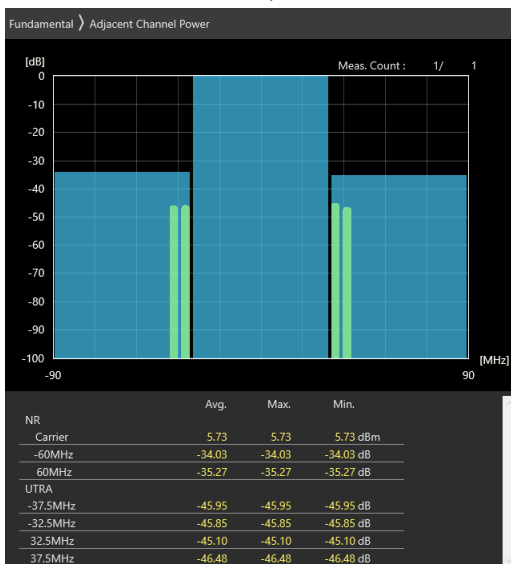 Fundamental 〉 Adjacent Channel Power
[dB] Meas. Count : 1/ 1
0
-10
-20
-30
-40
-50
-60
-70
-80
-90
-100
[MHz]
-90 90
Avg. Max. Min.
NR
Carrier 5.73 5.73 5.73 dBm
-60MHz -34.03 -34.03 -34.03 dB
60MHz -35.27 -35.27 -35.27 dB
UTRA
-37.5MHz -45.95 -45.95 -45.95 dB
-32.5MHz -45.85 -45.85 -45.85 dB
32.5MHz -45.10 -45.10 -45.10 dB
37.5MHz -46.48 -46.48 -46.48 dB